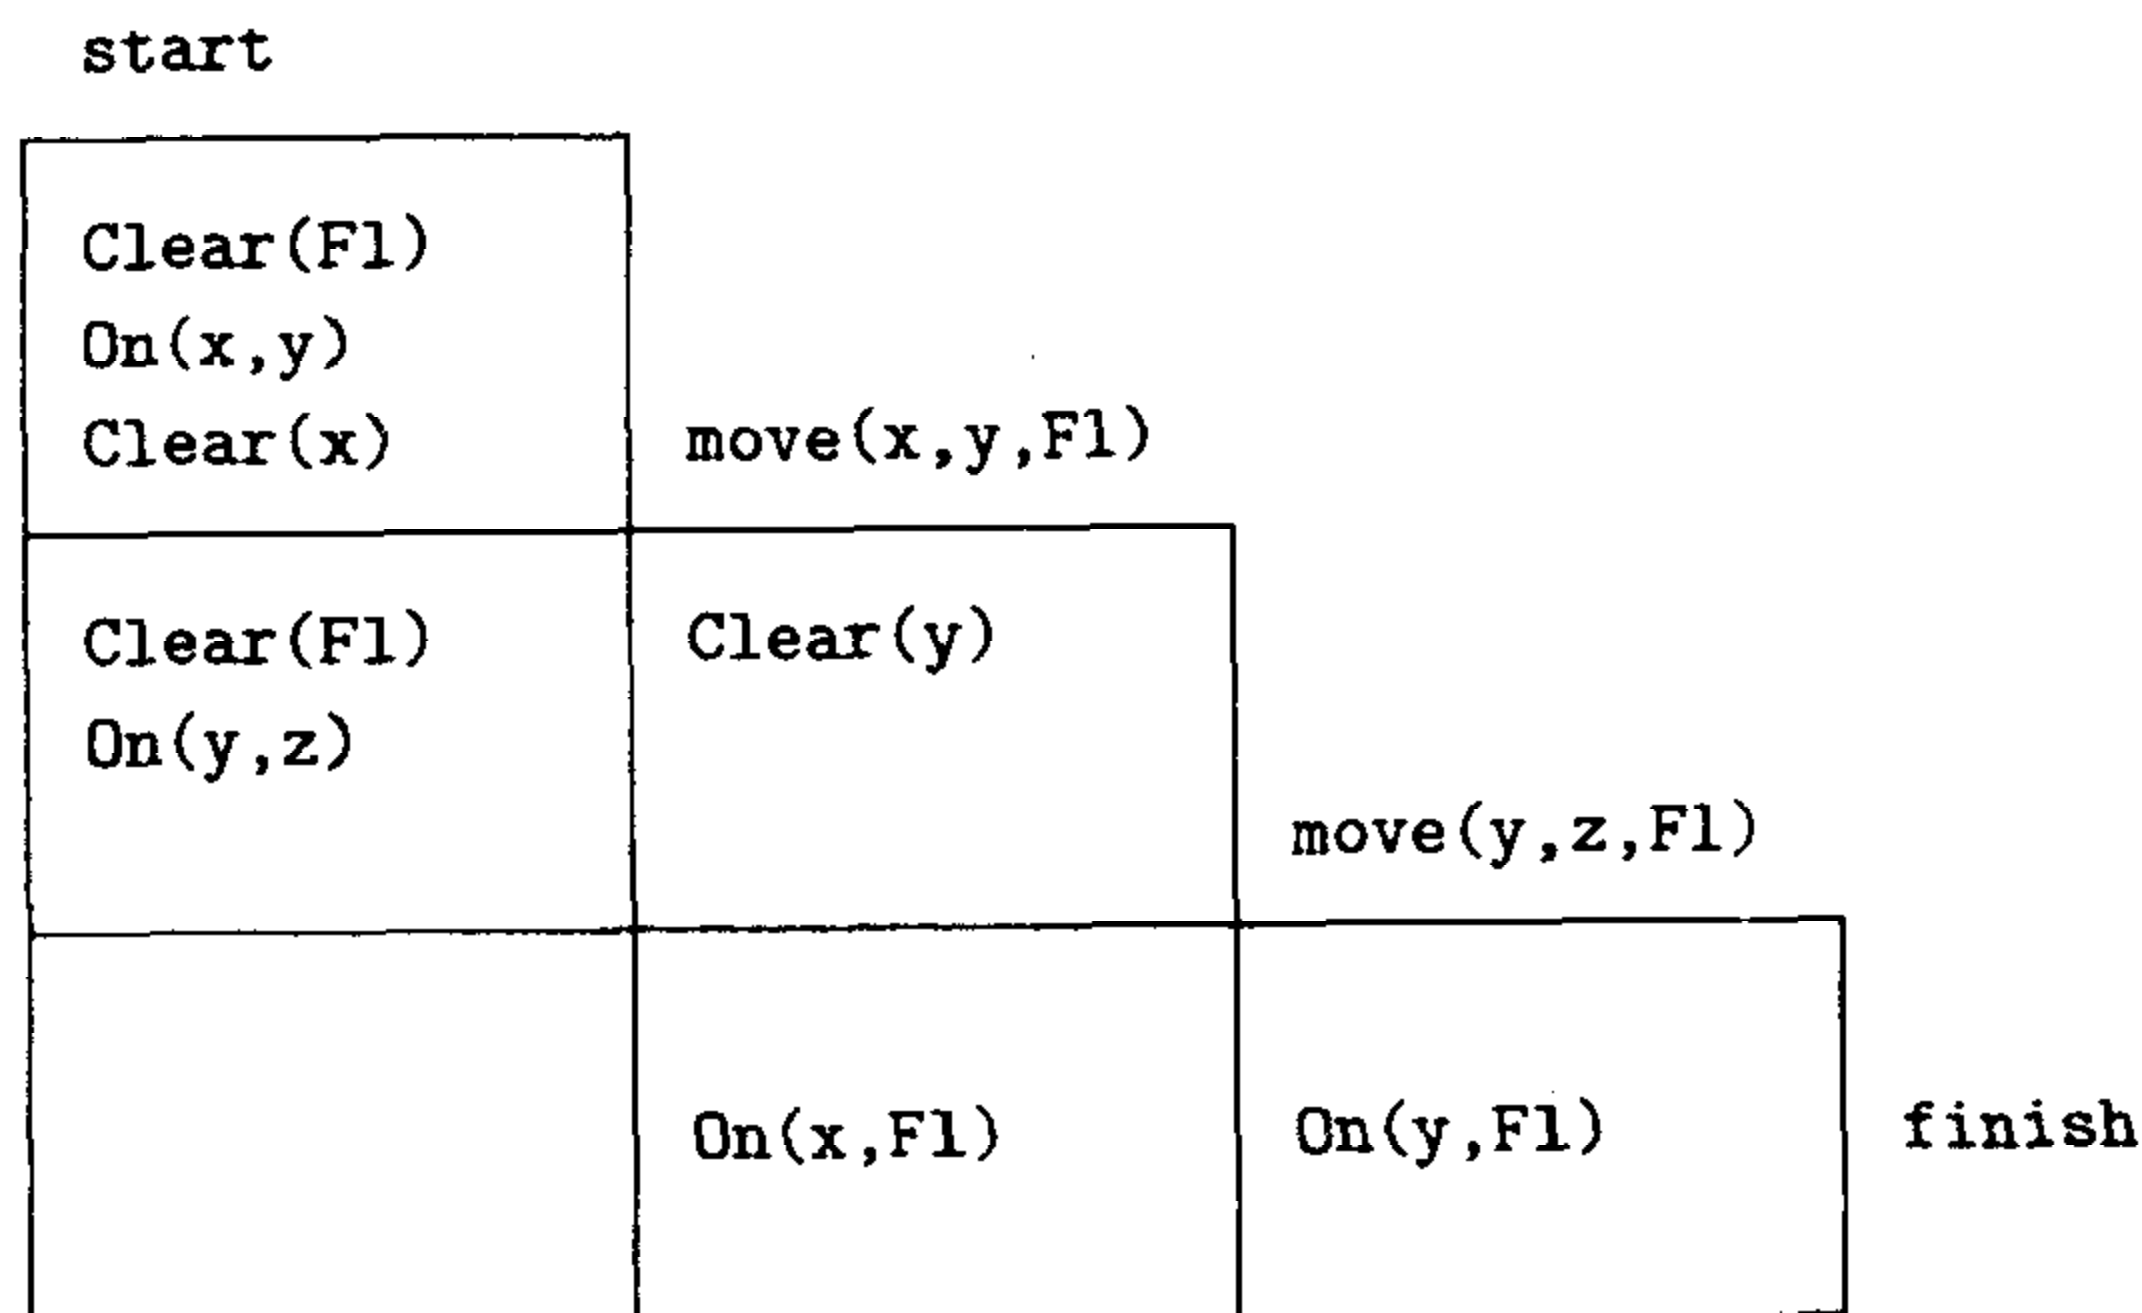 start
Clear(Fl)
On(x,y)
Clear(x)
move(x,y,Fl)
Clear(Fl)
On(y,z)
Clear(y)
move(y,z,Fl)
On(x,Fl)
On(y,Fl)
finish